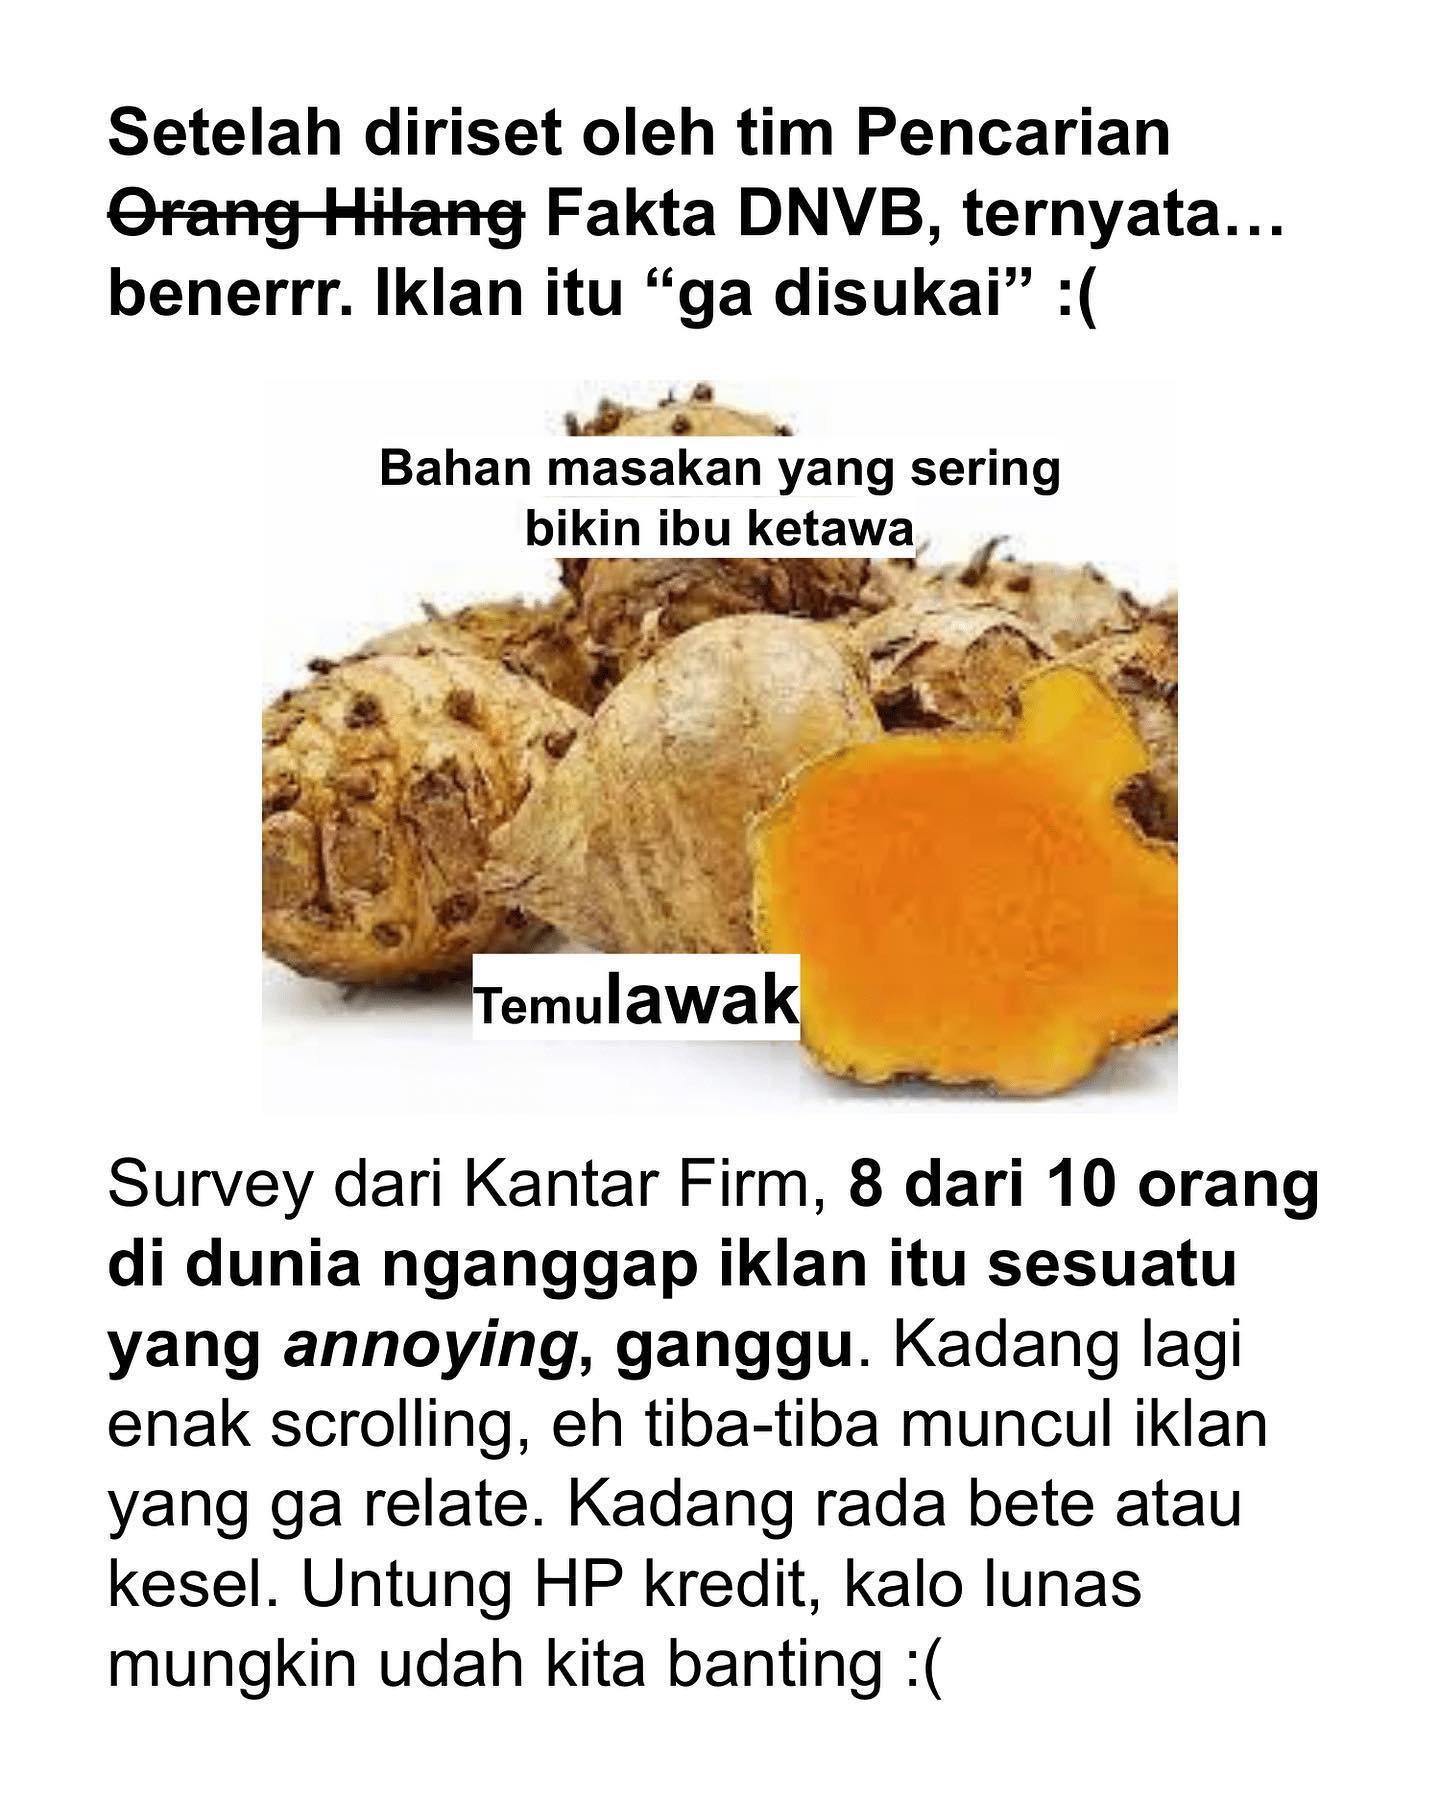 Setelah diriset oleh tim Pencarian
Orang Hilang Fakta DNVB, ternyata...
benerrr. Iklan itu “ga disukai” :(
Bahan masakan yang sering
bikin ibu ketawa
Temulawak
Survey dari Kantar Firm, 8 dari 10 orang
di dunia nganggap iklan itu sesuatu
yang annoying, ganggu. Kadang lagi
enak scrolling, eh tiba-tiba muncul iklan
yang ga relate. Kadang rada bete atau
kesel. Untung HP kredit, kalo lunas
mungkin udah kita banting :(